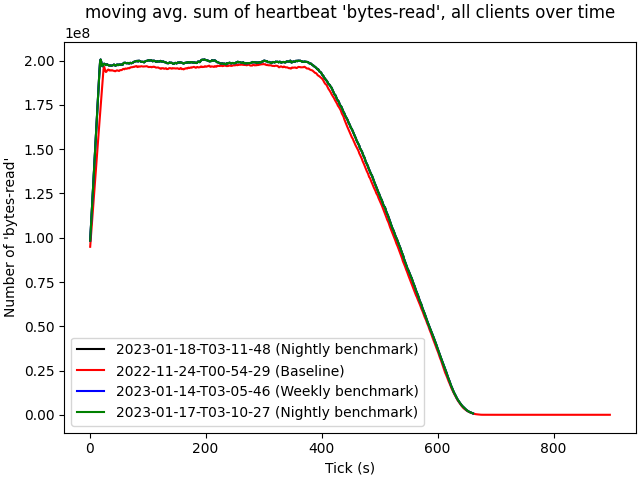 moving avg. sum of heartbeat 'bytes-read', all clients over time
1e8
2.00
1.75
1.50
1.25
1.00
0.75
0.50
0.25
0.00
Number of 'bytes-read'
2023-01-18-T03-11-48 (Nightly benchmark)
2022-11-24-T00-54-29 (Baseline)
2023-01-14-T03-05-46 (Weekly benchmark)
2023-01-17-T03-10-27 (Nightly benchmark)
0 200 400 600 800
Tick (s)